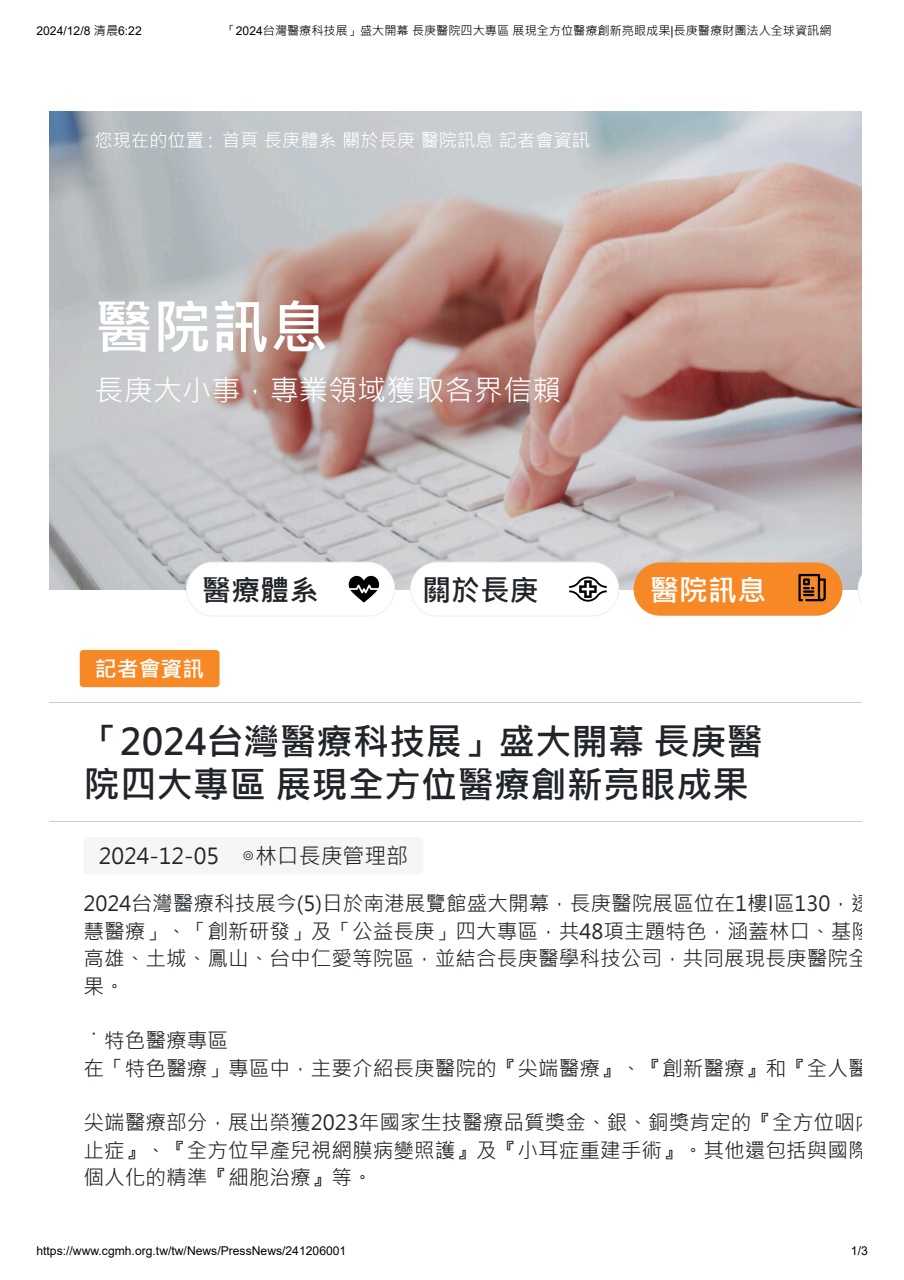 2024/12/8 清晨6:22
「2024台灣醫療科技展」盛大開幕 長庚醫院四大專區 展現全方位醫療創新亮眼成果|長庚醫療財團法人全球資訊網
您現在的位置 : 首頁 長庚體系 關於長庚 醫院訊息 記者會資訊
醫院訊息
長庚大小事，專業領域獲取各界信賴
醫療體系
關於長庚
醫院訊息
記者會資訊
「2024台灣醫療科技展」盛大開幕 長庚醫
院四大專區 展現全方位醫療創新亮眼成果
2024-12-05 ⌾林口長庚管理部
2024台灣醫療科技展今(5)日於南港展覽館盛大開幕，長庚醫院展區位在1樓I區130，
慧醫療」、「創新研發」及「公益長庚」四大專區，共48項主題特色，涵蓋林口、基
高雄、土城、鳳山、台中仁愛等院區，並結合長庚醫學科技公司，共同展現長庚醫院全
果。
˙特色醫療專區
在「特色醫療」專區中，主要介紹長庚醫院的『尖端醫療』、『創新醫療』和『全人醫
尖端醫療部分，展出榮獲2023年國家生技醫療品質獎金、銀、銅獎肯定的『全方位咽
止症』、『全方位早產兒視網膜病變照護』及『小耳症重建手術』。其他還包括與國際
個人化的精準『細胞治療』等。
https://www.cgmh.org.tw/tw/News/PressNews/241206001
1/3